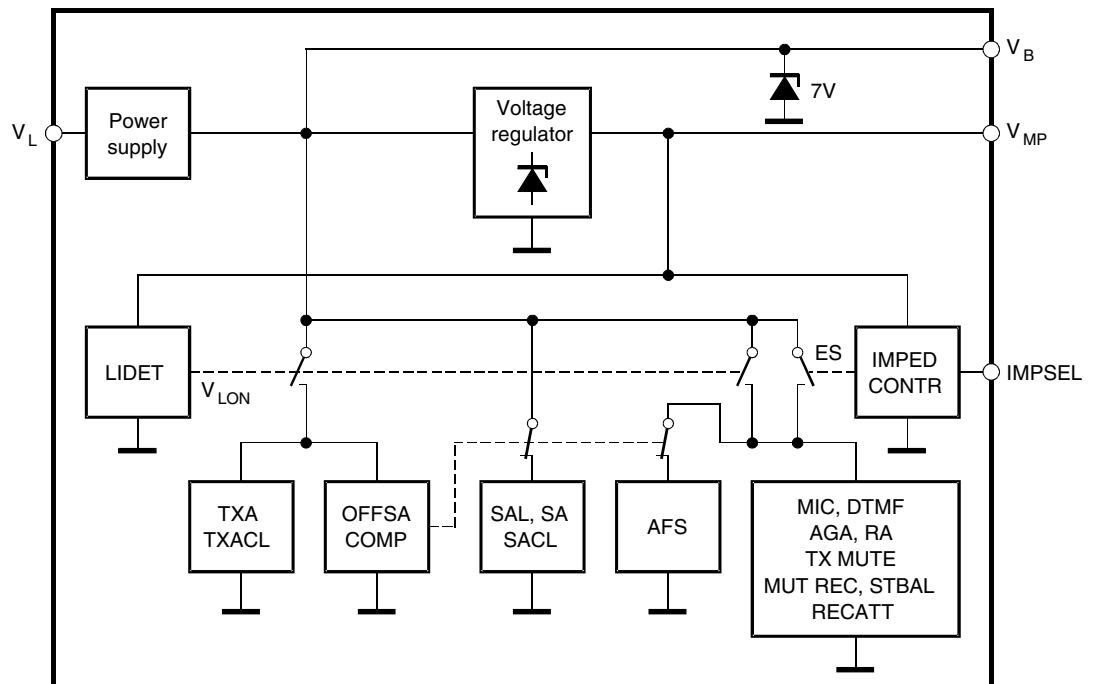 V_B
7V
Power
supply
Voltage
regulator
V_L
V_MP
LIDET
V_LON
ES
IMPED
CONTR
IMPSEL
TXA
TXACL
OFFSA
COMP
SAL, SA
SACL
AFS
MIC, DTMF
AGA, RA
TX MUTE
MUT REC, STBAL
RECATT